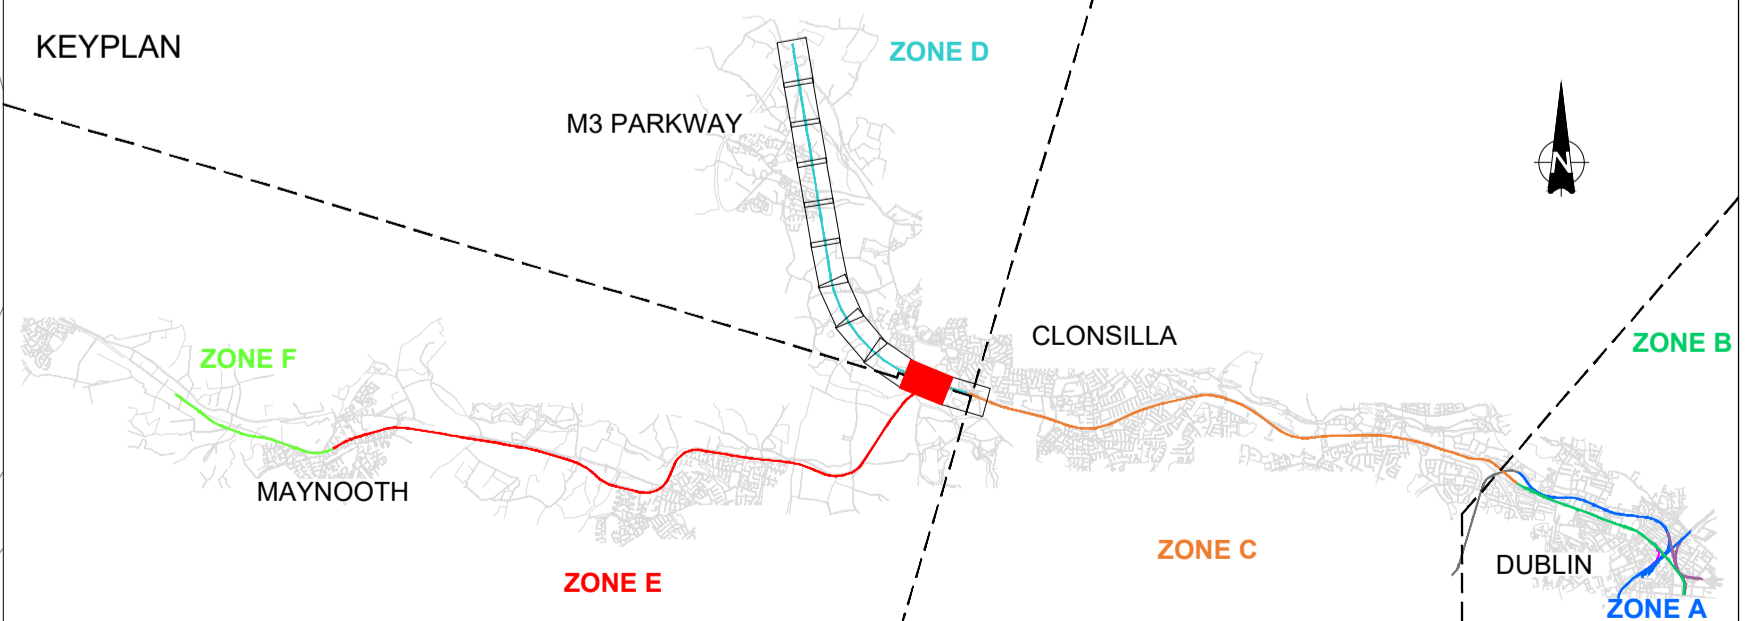 KEYPLAN
ZONE D
M3 PARKWAY
N
CLONSILLA
ZONE B
ZONE F
MAYNOOTH
ZONE C
DUBLIN
ZONE E
ZONE A